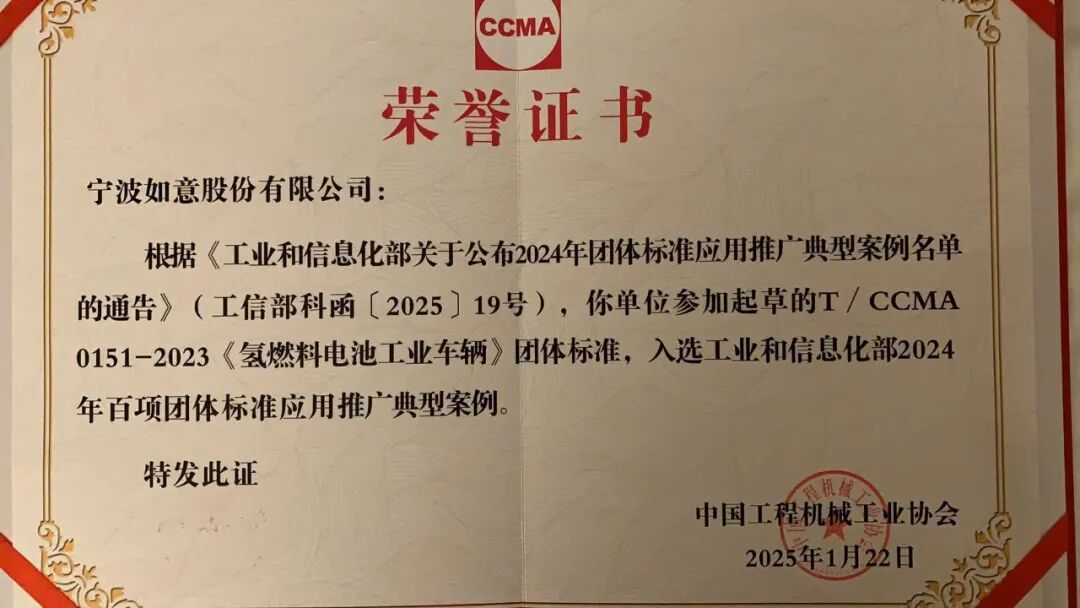 CCMA
荣誉证书
宁波如意股份有限公司：
根据《工业和信息化部关于公布2024年团体标准应用推广典型案例名单
的通告》（工信部科函〔2025〕19号），你单位参加起草的T／CCMA
0151-2023《氢燃料电池工业车辆》团体标准，入选工业和信息化部2024
年百项团体标准应用推广典型案例。
特发此证
中国工程机械工业协会
2025年1月22日